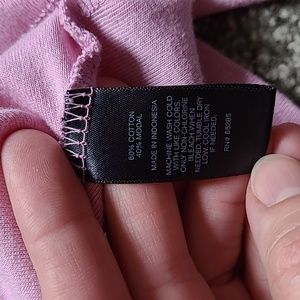 60% COTTON
40% MODAL
MADE IN INDONESIA
MACHINE WASH COLD
WITH LIKE COLORS.
ONLY NON-CHLORINE
BLEACH WHEN
NEEDED. TUMBLE DRY
LOW. COOL IRON
IF NEEDED.
RN# 55285